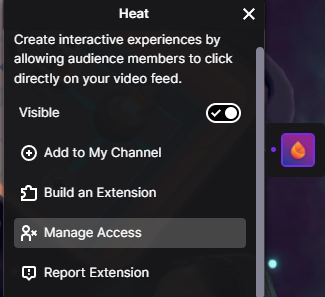 Heat
Create interactive experiences by
allowing audience members to click
directly on your video feed.
Visible
Add to My Channel
Build an Extension
Manage Access
Report Extension